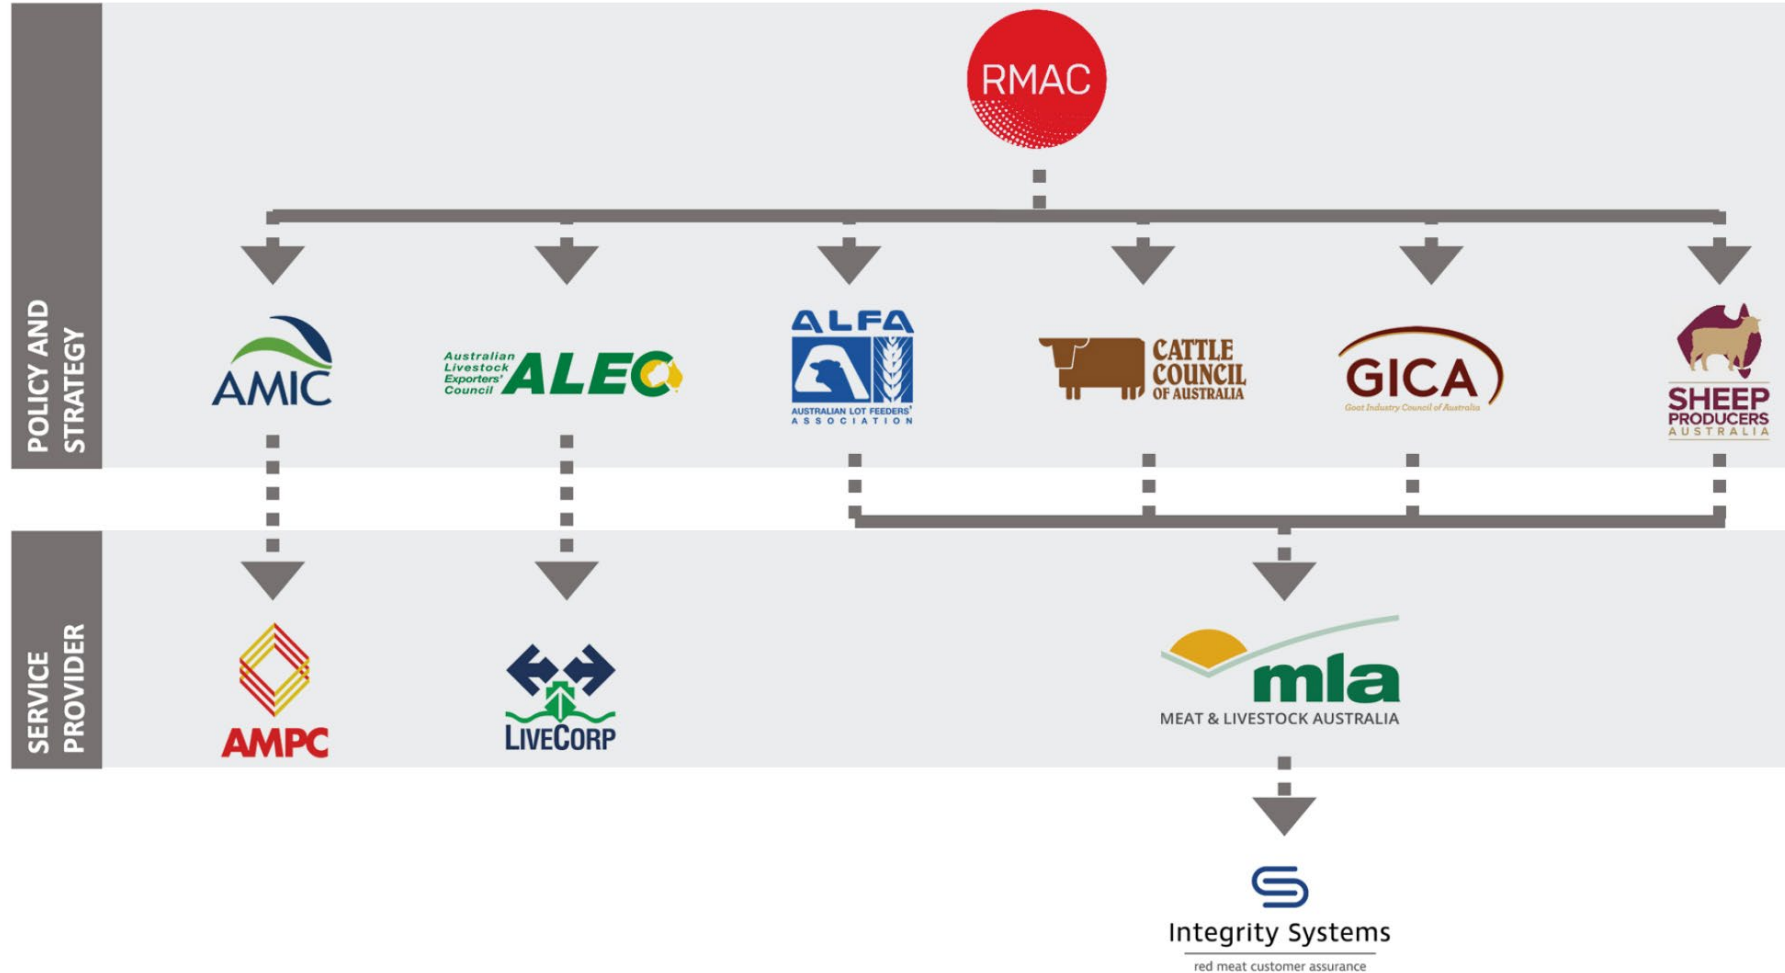 POLICY AND
STRATEGY
RMAC
AMIC
Australian
Livestock
Exporters'
Council
ALEC
ALFA
AUSTRALIAN LOT FEEDERS'
ASSOCIATION
CATTLE
COUNCIL
OF AUSTRALIA
GICA
Goat Industry Council of Australia
SHEEP
PRODUCERS
AUSTRALIA
SERVICE
PROVIDER
AMPC
LIVECORP
mla
MEAT & LIVESTOCK AUSTRALIA
Integrity Systems
red meat customer assurance